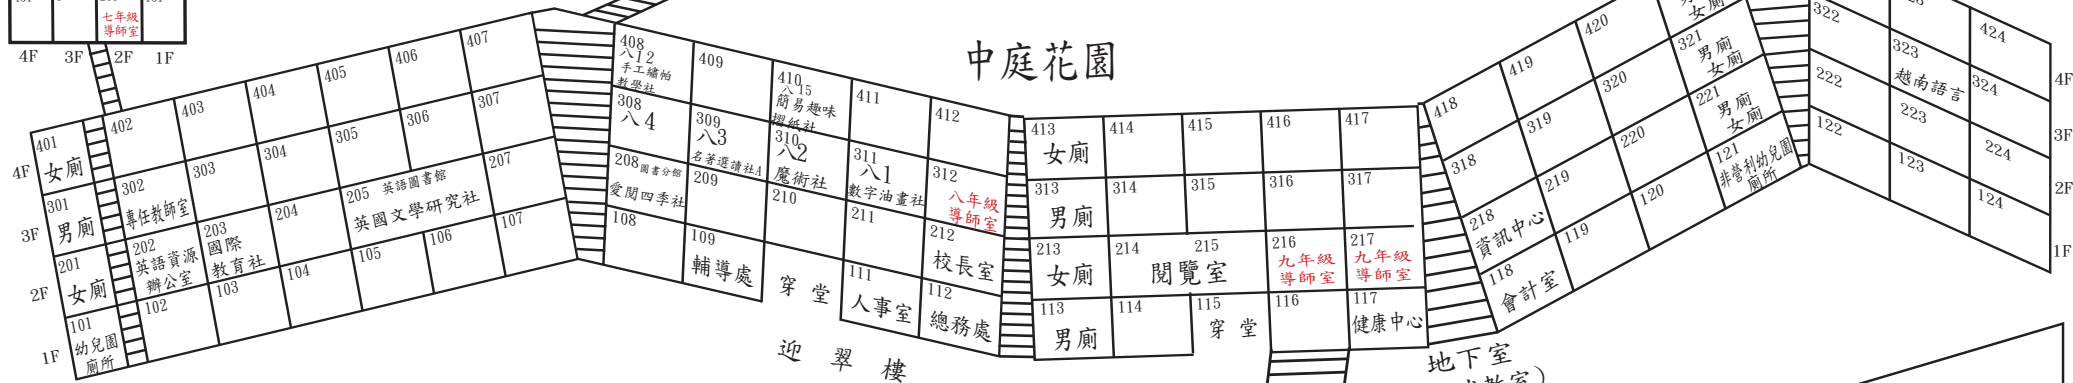 七年級
導師室
4F 3F 2F 1F
中庭花園
4F
401
女廁
402
403
404
405
406
407
3F
301
男廁
302
專任教師室
303
304
305
306
307
2F
201
女廁
202
英語資源
辦公室
203
國際
教育社
204
205 英語圖書館
英國文學研究社
207
1F
101
幼兒園
廁所
102
103
104
105
106
107
408
八12
手工繡帕
教學社
409
410
八15
簡易趣味
摺紙社
411
412
308
八4
309
八3
名著選讀社A
310
八2
魔術社
311
八1
數字油畫社
312
八年級
導師室
208 圖書分館
愛閱四季社
209
210
211
212
校長室
108
109
輔導處
穿堂
111
人事室
112
總務處
迎翠樓
413
女廁
414
415
416
417
313
男廁
314
315
316
317
213
女廁
214
215
閱覽室
216
九年級
導師室
217
九年級
導師室
113
男廁
114
115
穿堂
116
117
健康中心
地下室
418
419
420
女廁
318
319
320
321
男廁
女廁
218
資訊中心
219
220
221
男廁
女廁
118
會計室
119
120
121
非營利幼兒園
廁所
322
424
4F
222
323
越南語言
324
3F
122
223
224
2F
123
124
1F